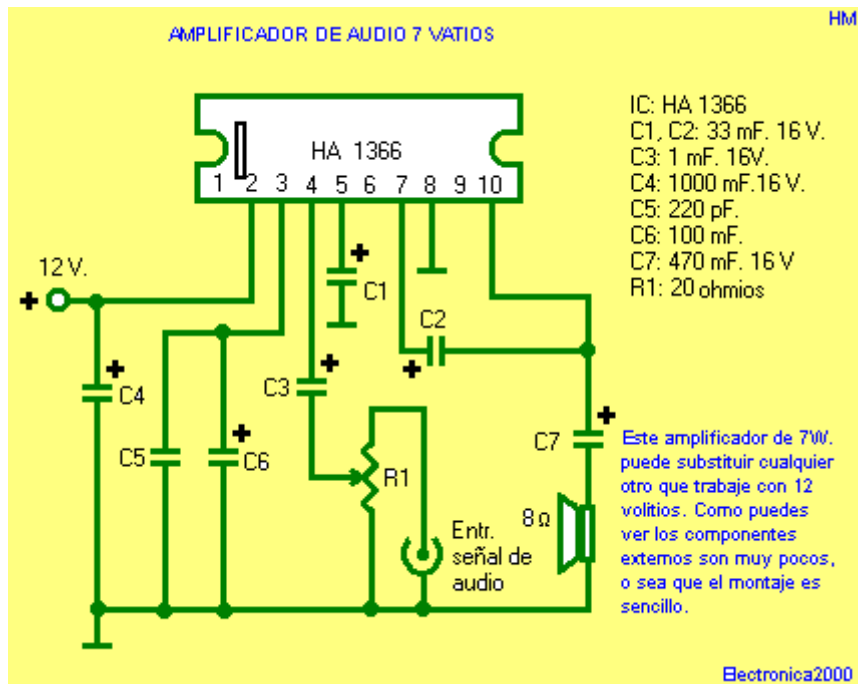 HM
AMPLIFICADOR DE AUDIO 7 VATIOS
HA 1366
1 2 3 4 5 6 7 8 9 10
IC: HA 1366
C1, C2: 33 mF. 16 V.
C3: 1 mF. 16V.
C4: 1000 mF.16 V.
C5: 220 pF.
C6: 100 mF.
C7: 470 mF. 16 V
R1: 20 ohmios
12 V.
+
+
C1
C2
+
+
C4
+
C3
C5
+
C6
R1
+
C7
8 Ω
Entr.
señal de
audio
Este amplificador de 7W.
puede substituir cualquier
otro que trabaje con 12
volitios. Como puedes
ver los componentes
externos son muy pocos,
o sea que el montaje es
sencillo.
Electronica2000